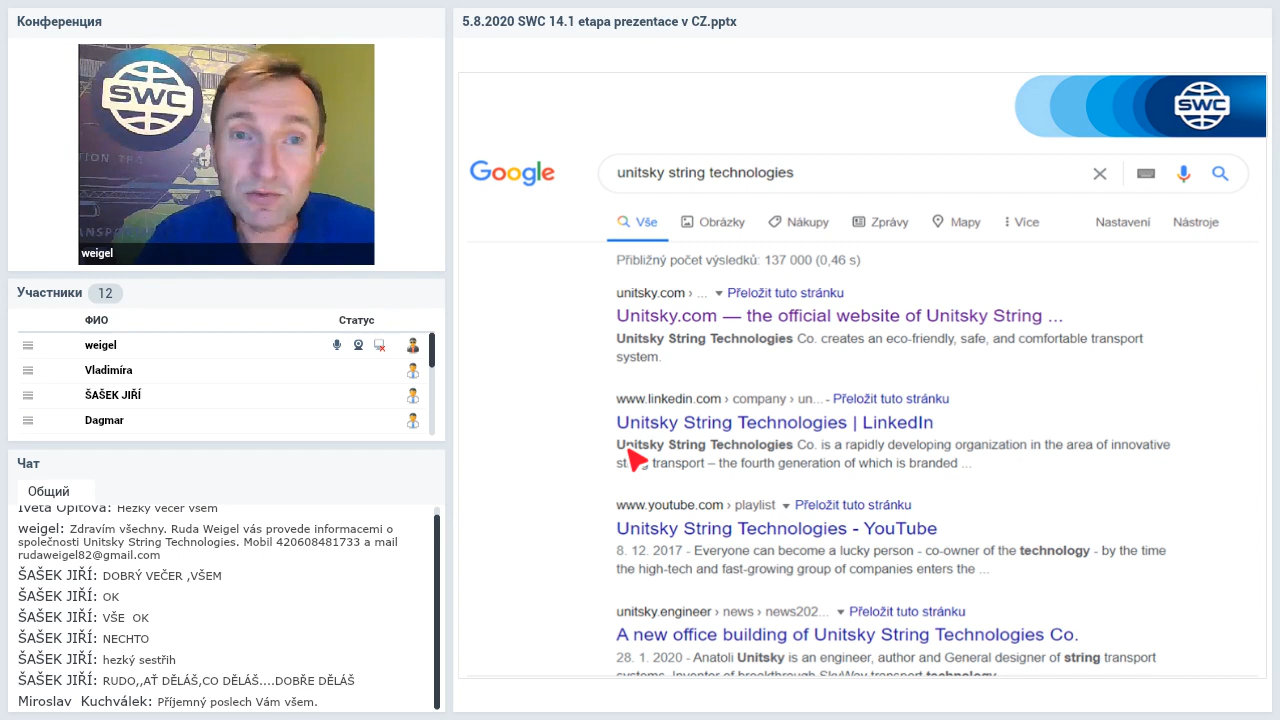 Конференция
SWC
TION TRA
ANSPO
weigel
Участники 12
ФИО Статус
weigel
Vladimíra
ŠAŠEK JIŘÍ
Dagmar
Чат
Общий
Iveta Opitová: Hezký večer všem
weigel: Zdravím všechny. Ruda Weigel vás provede informacemi o
společnosti Unitsky String Technologies. Mobil 420608481733 a mail
rudaweigel82@gmail.com
ŠAŠEK JIŘÍ: DOBRÝ VEČER ,VŠEM
ŠAŠEK JIŘÍ: OK
ŠAŠEK JIŘÍ: VŠE OK
ŠAŠEK JIŘÍ: NECHTO
ŠAŠEK JIŘÍ: hezký sestřih
ŠAŠEK JIŘÍ: RUDO,,AŤ DĚLÁŠ,CO DĚLÁŠ....DOBŘE DĚLÁŠ
Miroslav Kuchválek: Příjemný poslech Vám všem.
5.8.2020 SWC 14.1 etapa prezentace v CZ.pptx
SWC
Google
unitsky string technologies
Vše Obrázky Nákupy Zprávy Mapy Více Nastavení Nástroje
Přibližný počet výsledků: 137 000 (0,46 s)
unitsky.com › ... Přeložit tuto stránku
Unitsky.com — the official website of Unitsky String ...
Unitsky String Technologies Co. creates an eco-friendly, safe, and comfortable transport
system.
www.linkedin.com › company › un... - Přeložit tuto stránku
Unitsky String Technologies | LinkedIn
Unitsky String Technologies Co. is a rapidly developing organization in the area of innovative
transport – the fourth generation of which is branded ...
www.youtube.com › playlist Přeložit tuto stránku
Unitsky String Technologies - YouTube
8. 12. 2017 - Everyone can become a lucky person - co-owner of the technology - by the time
the high-tech and fast-growing group of companies enters the ...
unitsky.engineer › news › news202... Přeložit tuto stránku
A new office building of Unitsky String Technologies Co.
28. 1. 2020 - Anatoli Unitsky is an engineer, author and General designer of string transport
systems. Inventor of breakthrough SkyWay transport technology